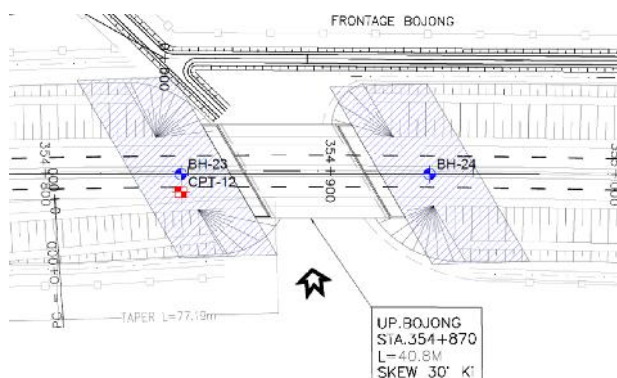 FRONTAGE BOJONG
BH-23
CPT-12
BH-24
354+900
TAPER L=77.19m
UP.BOJONG
STA.354+870
L=40.8M
SKEW 30° KI